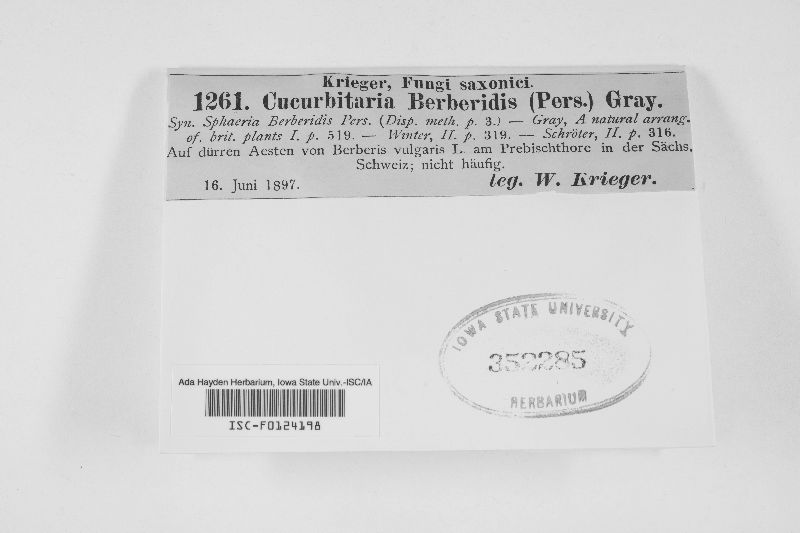 Krieger, Fungi saxonici.
1261. Cucurbitaria Berberidis (Pers.) Gray.
Syn. Sphaeria Berberidis Pers. (Disp. meth. p. 3.) — Gray, A natural arrang.
of. brit. plants I. p. 519. — Winter, II. p. 319. — Schröter, II. p. 316.
Auf dürren Aesten von Berberis vulgaris L. am Prebischthore in der Sächs.
Schweiz; nicht häufig.
16. Juni 1897.
leg. W. Krieger.
IOWA STATE UNIVERSITY
352285
HERBARIUM
Ada Hayden Herbarium, Iowa State Univ.-ISC/IA
ISC-F0124198